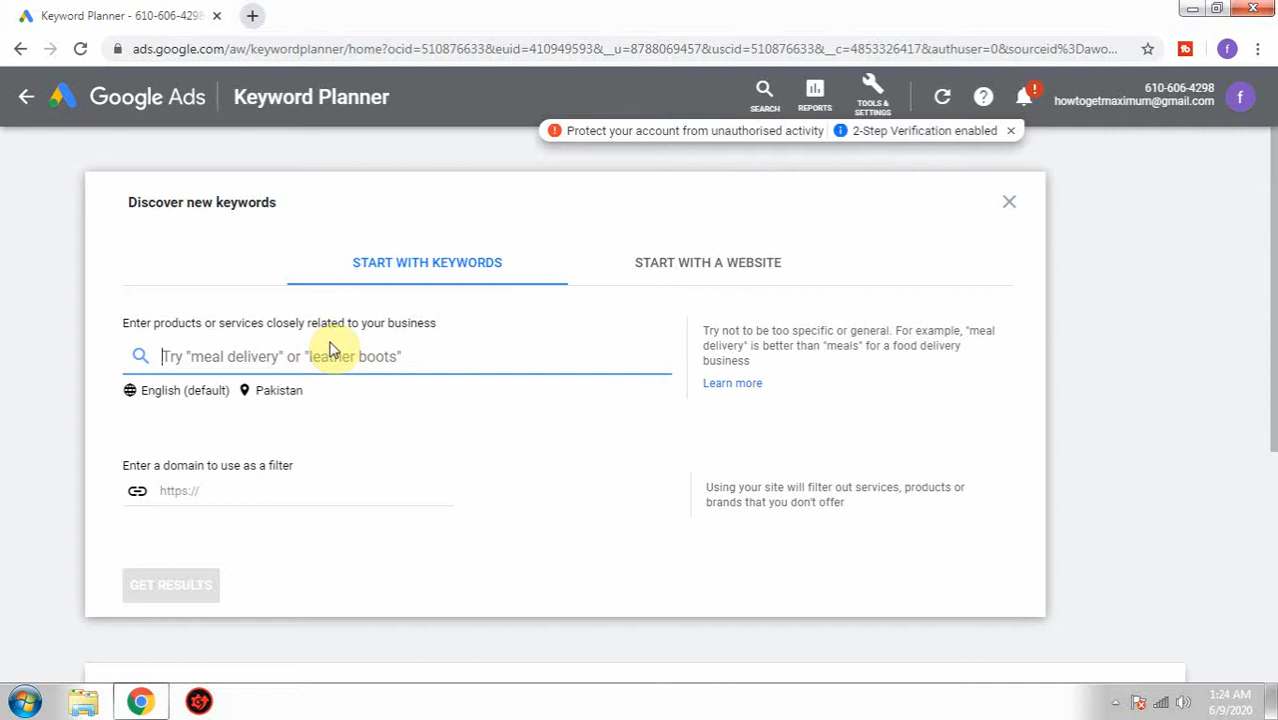 Keyword Planner - 610-606-4298
ads.google.com/aw/keywordplanner/home?ocid=510876633&euid=410949593&__u=8788069457&uscid=510876633&__c=4853326417&authuser=0&sourceid%3Dawo...
f
Google Ads
Keyword Planner
SEARCH
REPORTS
TOOLS &
SETTINGS
!
610-606-4298
howtogetmaximum@gmail.com
f
Protect your account from unauthorised activity
2-Step Verification enabled
Discover new keywords
START WITH KEYWORDS
START WITH A WEBSITE
Enter products or services closely related to your business
Try "meal delivery" or "leather boots"
English (default)
Pakistan
Try not to be too specific or general. For example, "meal
delivery" is better than "meals" for a food delivery
business
Learn more
Enter a domain to use as a filter
https://
Using your site will filter out services, products or
brands that you don't offer
GET RESULTS
1:24 AM
6/9/2020